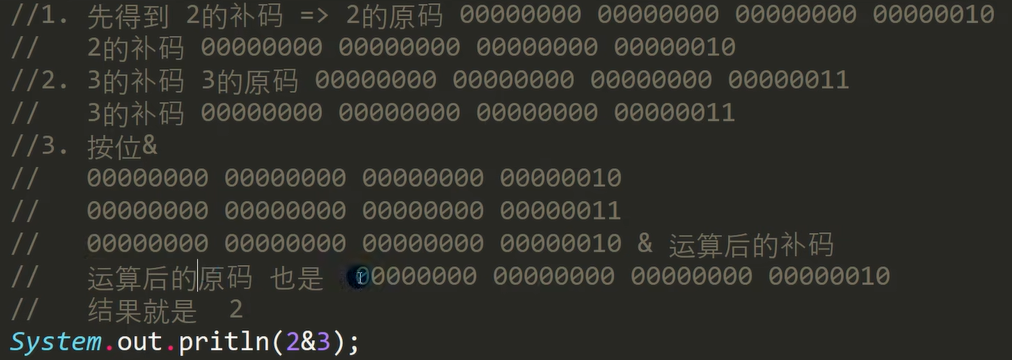 //1. 先得到 2的补码 => 2的原码 00000000 00000000 00000000 00000010
//   2的补码 00000000 00000000 00000000 00000010
//2. 3的补码 3的原码 00000000 00000000 00000000 00000011
//   3的补码 00000000 00000000 00000000 00000011
//3. 按位&
//   00000000 00000000 00000000 00000010
//   00000000 00000000 00000000 00000011
//   00000000 00000000 00000000 00000010 & 运算后的补码
//   运算后的原码 也是  00000000 00000000 00000000 00000010
//   结果就是  2
System.out.pritln(2&3);